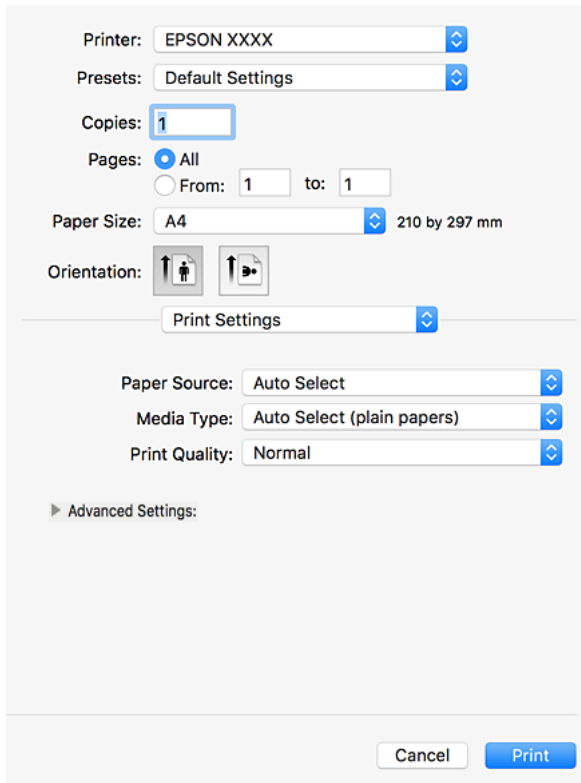 Printer: EPSON XXXX
Presets: Default Settings
Copies: 1
Pages: All
From: 1 to: 1
Paper Size: A4 210 by 297 mm
Orientation:
Print Settings
Paper Source: Auto Select
Media Type: Auto Select (plain papers)
Print Quality: Normal
Advanced Settings:
Cancel Print